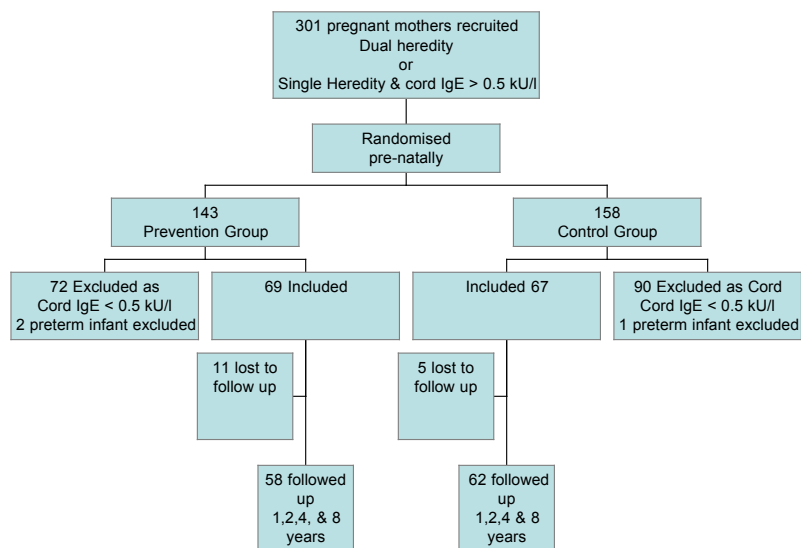 301 pregnant mothers recruited
Dual heredity
or
Single Heredity & cord IgE > 0.5 kU/l
Randomised
pre-natally
143
Prevention Group
158
Control Group
72 Excluded as
Cord IgE < 0.5 kU/l
2 preterm infant excluded
69 Included
Included 67
90 Excluded as Cord
Cord IgE < 0.5 kU/l
1 preterm infant excluded
11 lost to
follow up
5 lost to
follow up
58 followed
up
1,2,4, & 8
years
62 followed
up
1,2,4 & 8
years